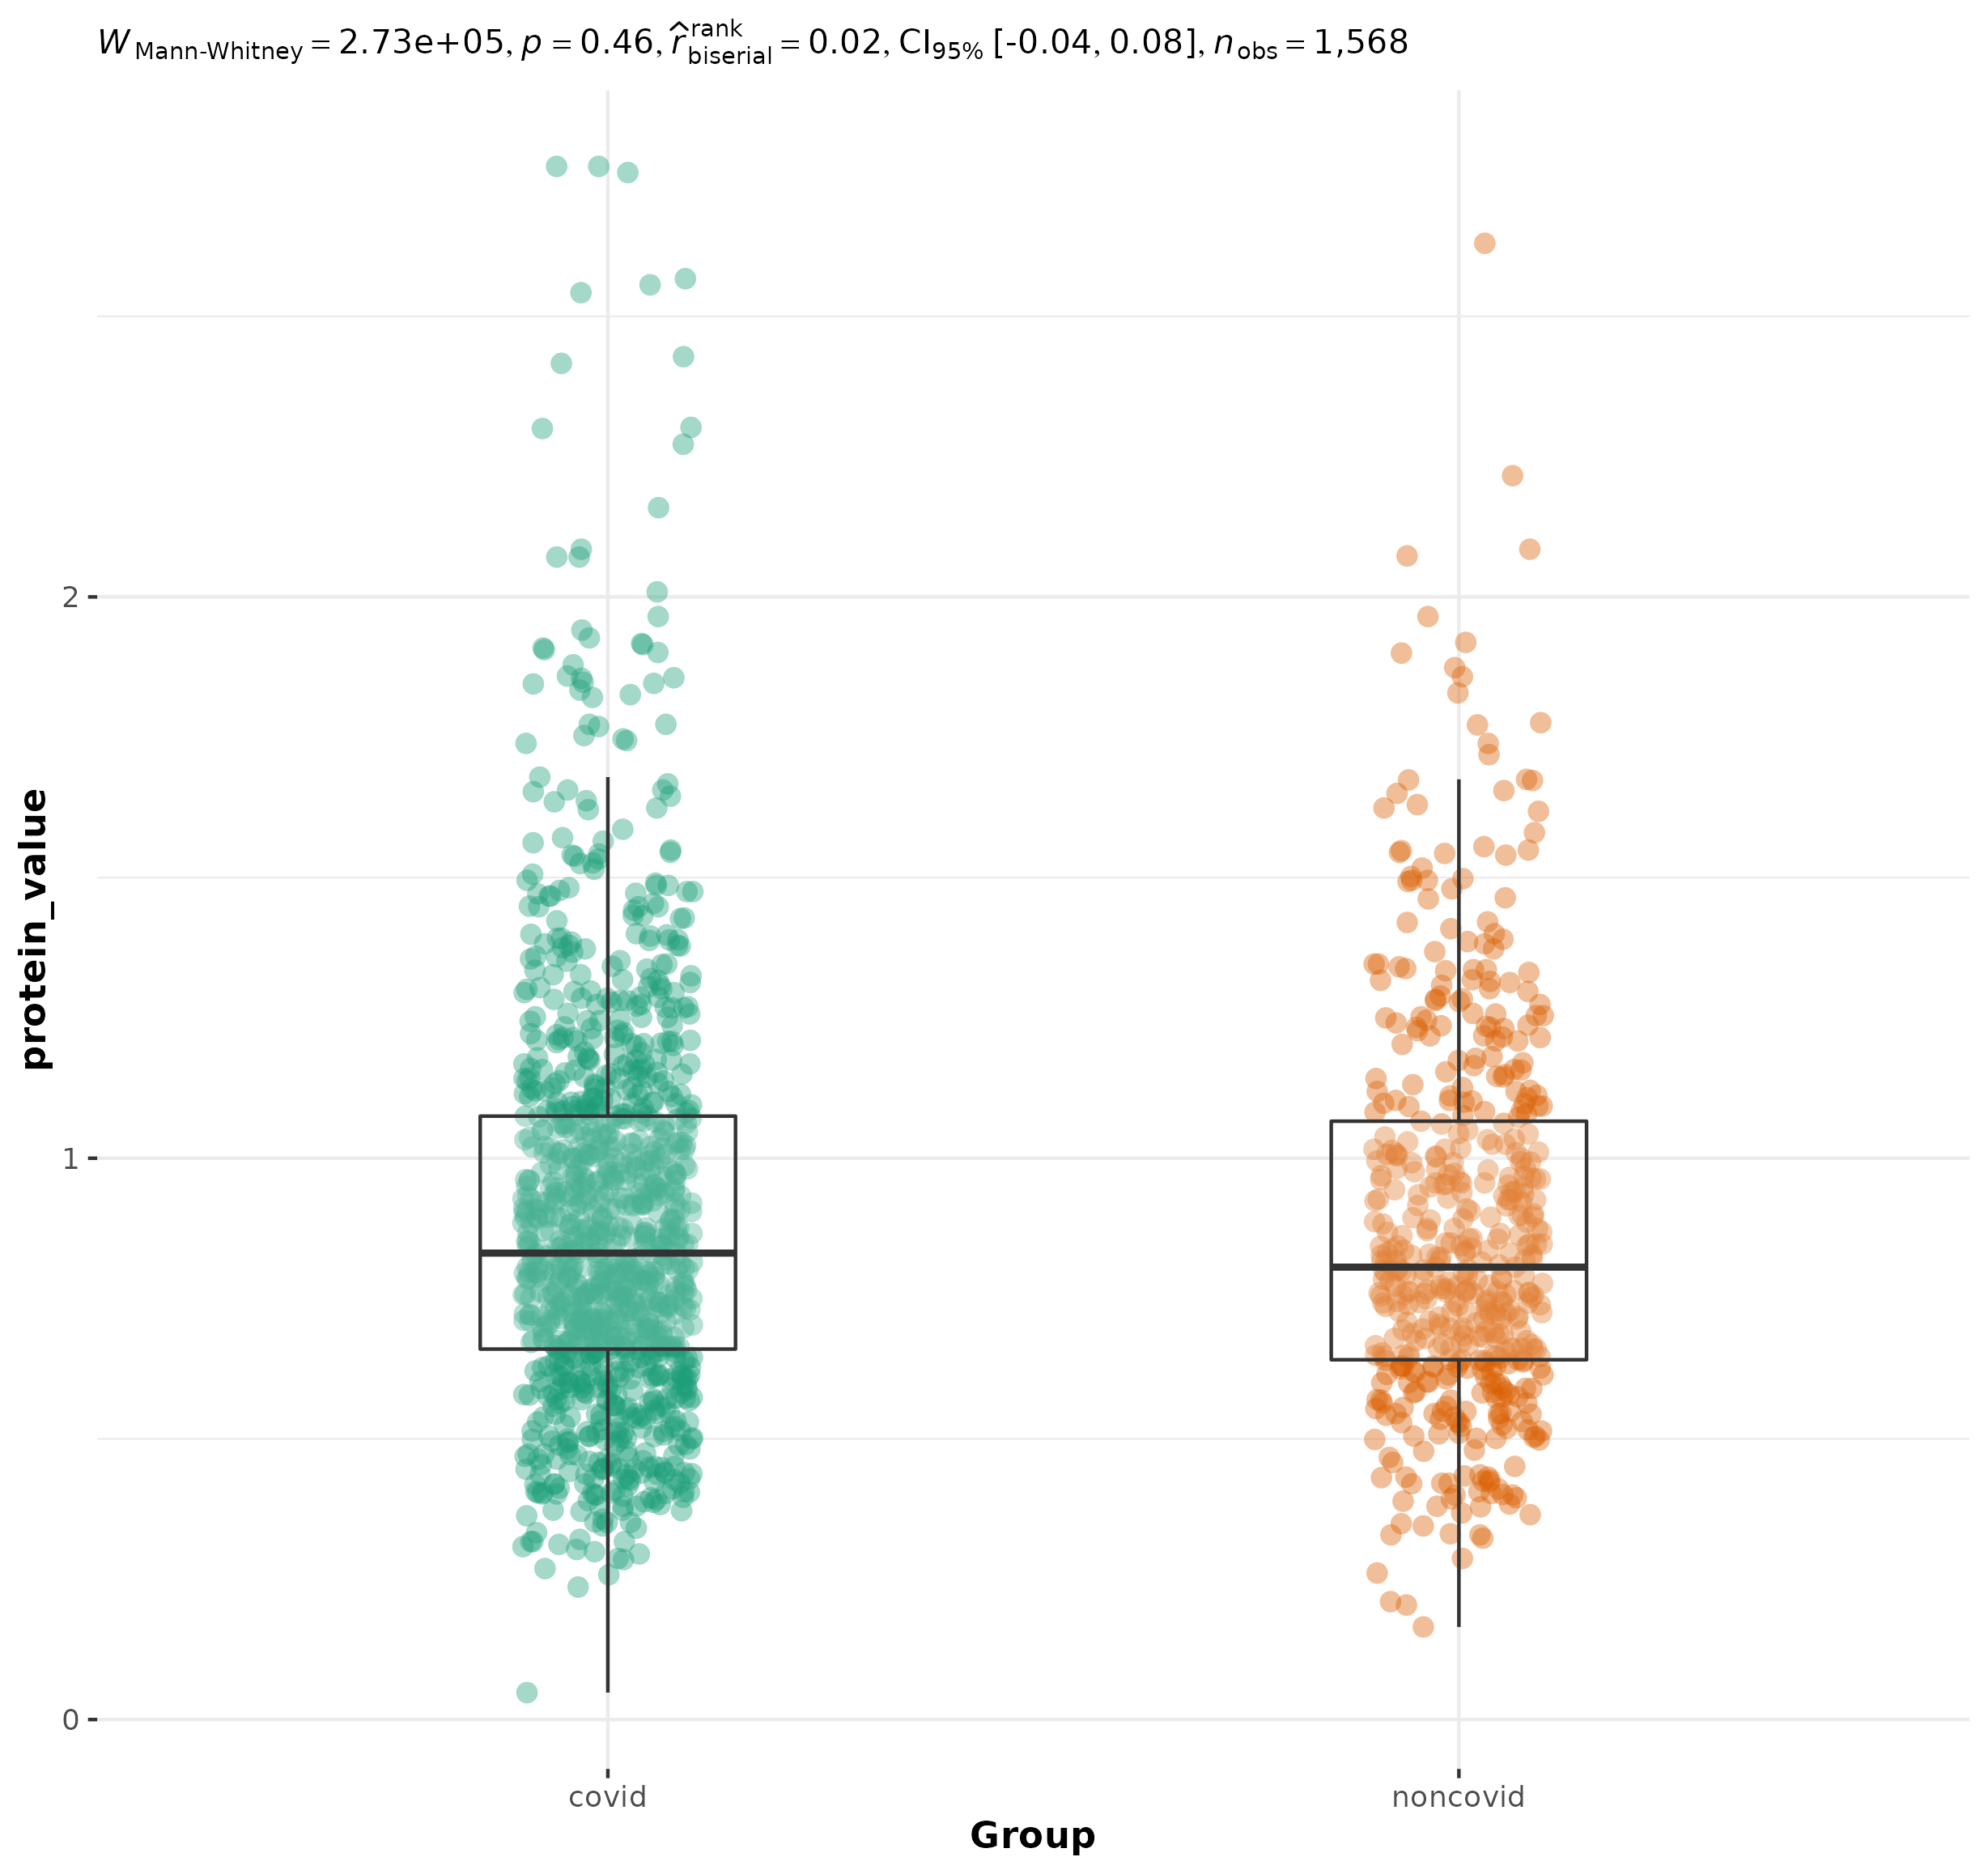 W Mann-Whitney = 2.73e+05, p = 0.46, r̂ rank biserial = 0.02, CI95% [-0.04, 0.08], nobs = 1,568
2
1
0
protein_value
covid noncovid
Group